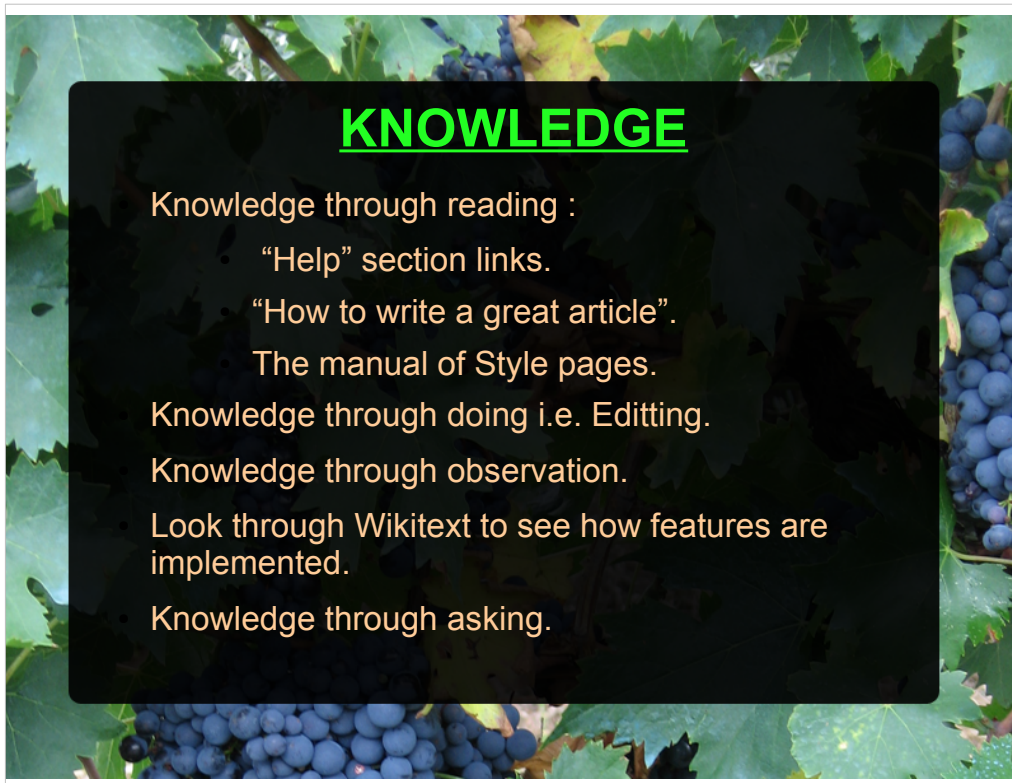 KNOWLEDGE
Knowledge through reading :
“Help” section links.
“How to write a great article”.
The manual of Style pages.
Knowledge through doing i.e. Editting.
Knowledge through observation.
Look through Wikitext to see how features are
implemented.
Knowledge through asking.